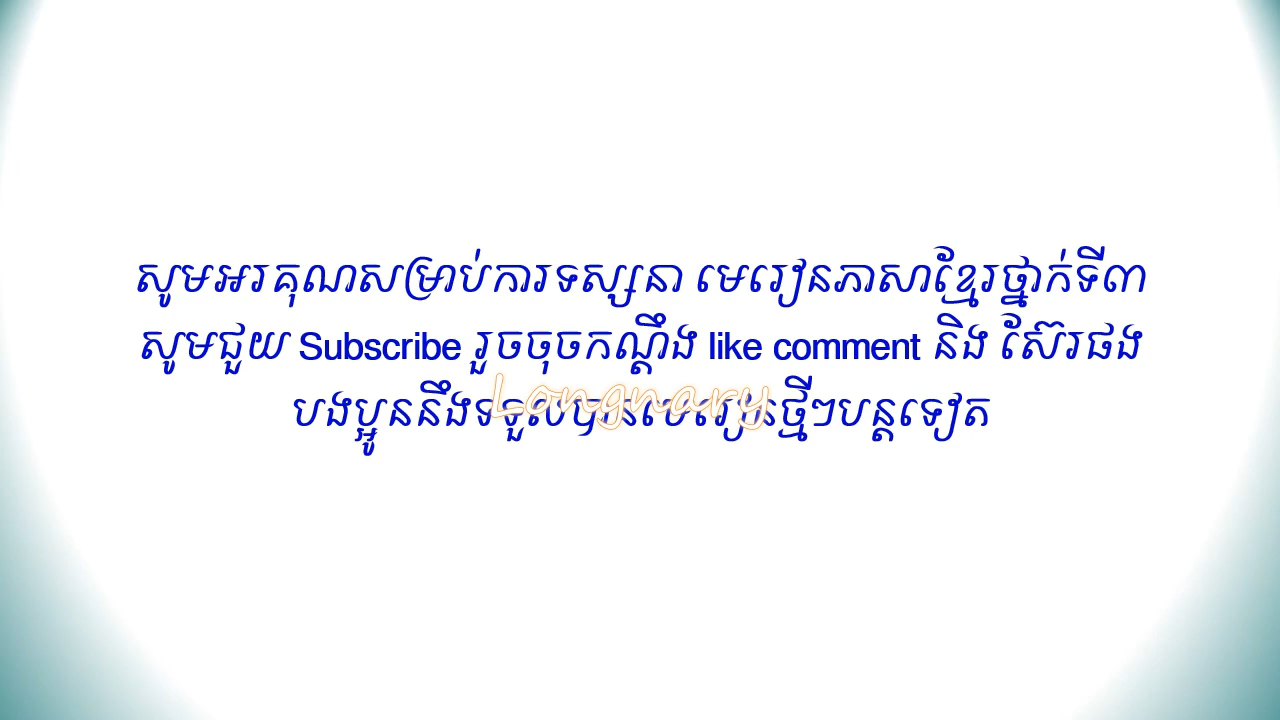 សូមអរគុណសម្រាប់ការទស្សនា មេរៀនភាសាខ្មែរថ្នាក់ទី៣
សូមជួយ Subscribe រួចចុចកណ្ដឹង like comment និង ស៊ែរផង
Longnary
បងប្អូននឹងទទួលបានមេរៀនថ្មីៗបន្តទៀត